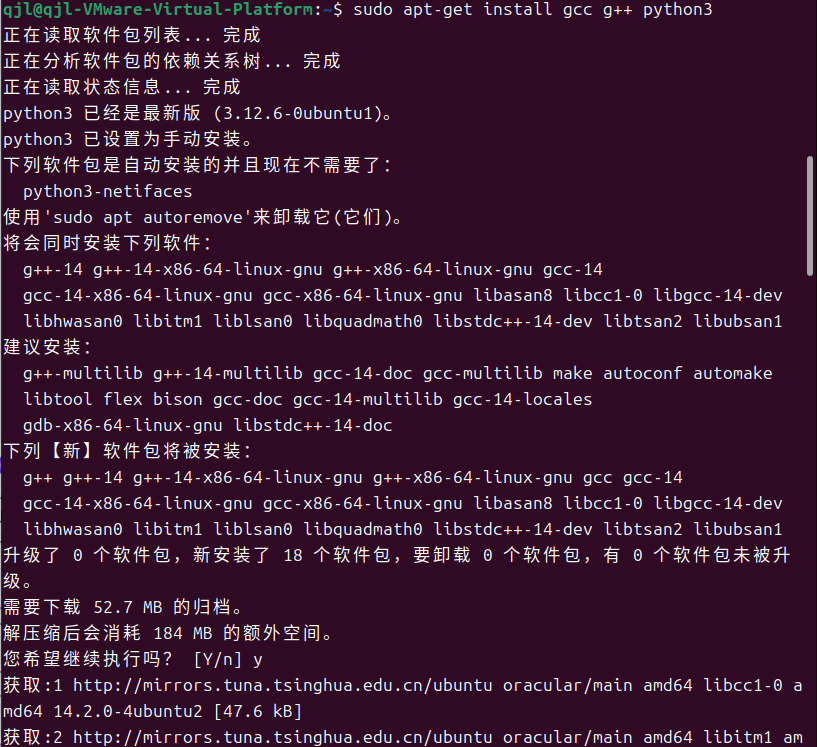 qjl@qjl-VMware-Virtual-Platform:~$ sudo apt-get install gcc g++ python3
正在读取软件包列表... 完成
正在分析软件包的依赖关系树... 完成
正在读取状态信息... 完成
python3 已经是最新版 (3.12.6-0ubuntu1)。
python3 已设置为手动安装。
下列软件包是自动安装的并且现在不需要了：
  python3-netifaces
使用'sudo apt autoremove'来卸载它(它们)。
将会同时安装下列软件：
  g++-14 g++-14-x86-64-linux-gnu g++-x86-64-linux-gnu gcc-14
  gcc-14-x86-64-linux-gnu gcc-x86-64-linux-gnu libasan8 libcc1-0 libgcc-14-dev
  libhwasan0 libitm1 liblsan0 libquadmath0 libstdc++-14-dev libtsan2 libubsan1
建议安装：
  g++-multilib g++-14-multilib gcc-14-doc gcc-multilib make autoconf automake
  libtool flex bison gcc-doc gcc-14-multilib gcc-14-locales
  gdb-x86-64-linux-gnu libstdc++-14-doc
下列【新】软件包将被安装：
  g++ g++-14 g++-14-x86-64-linux-gnu g++-x86-64-linux-gnu gcc gcc-14
  gcc-14-x86-64-linux-gnu gcc-x86-64-linux-gnu libasan8 libcc1-0 libgcc-14-dev
  libhwasan0 libitm1 liblsan0 libquadmath0 libstdc++-14-dev libtsan2 libubsan1
升级了 0 个软件包，新安装了 18 个软件包，要卸载 0 个软件包，有 0 个软件包未被升
级。
需要下载 52.7 MB 的归档。
解压缩后会消耗 184 MB 的额外空间。
您希望继续执行吗？ [Y/n] y
获取:1 http://mirrors.tuna.tsinghua.edu.cn/ubuntu oracular/main amd64 libcc1-0 a
md64 14.2.0-4ubuntu2 [47.6 kB]
获取:2 http://mirrors.tuna.tsinghua.edu.cn/ubuntu oracular/main amd64 libitm1 am